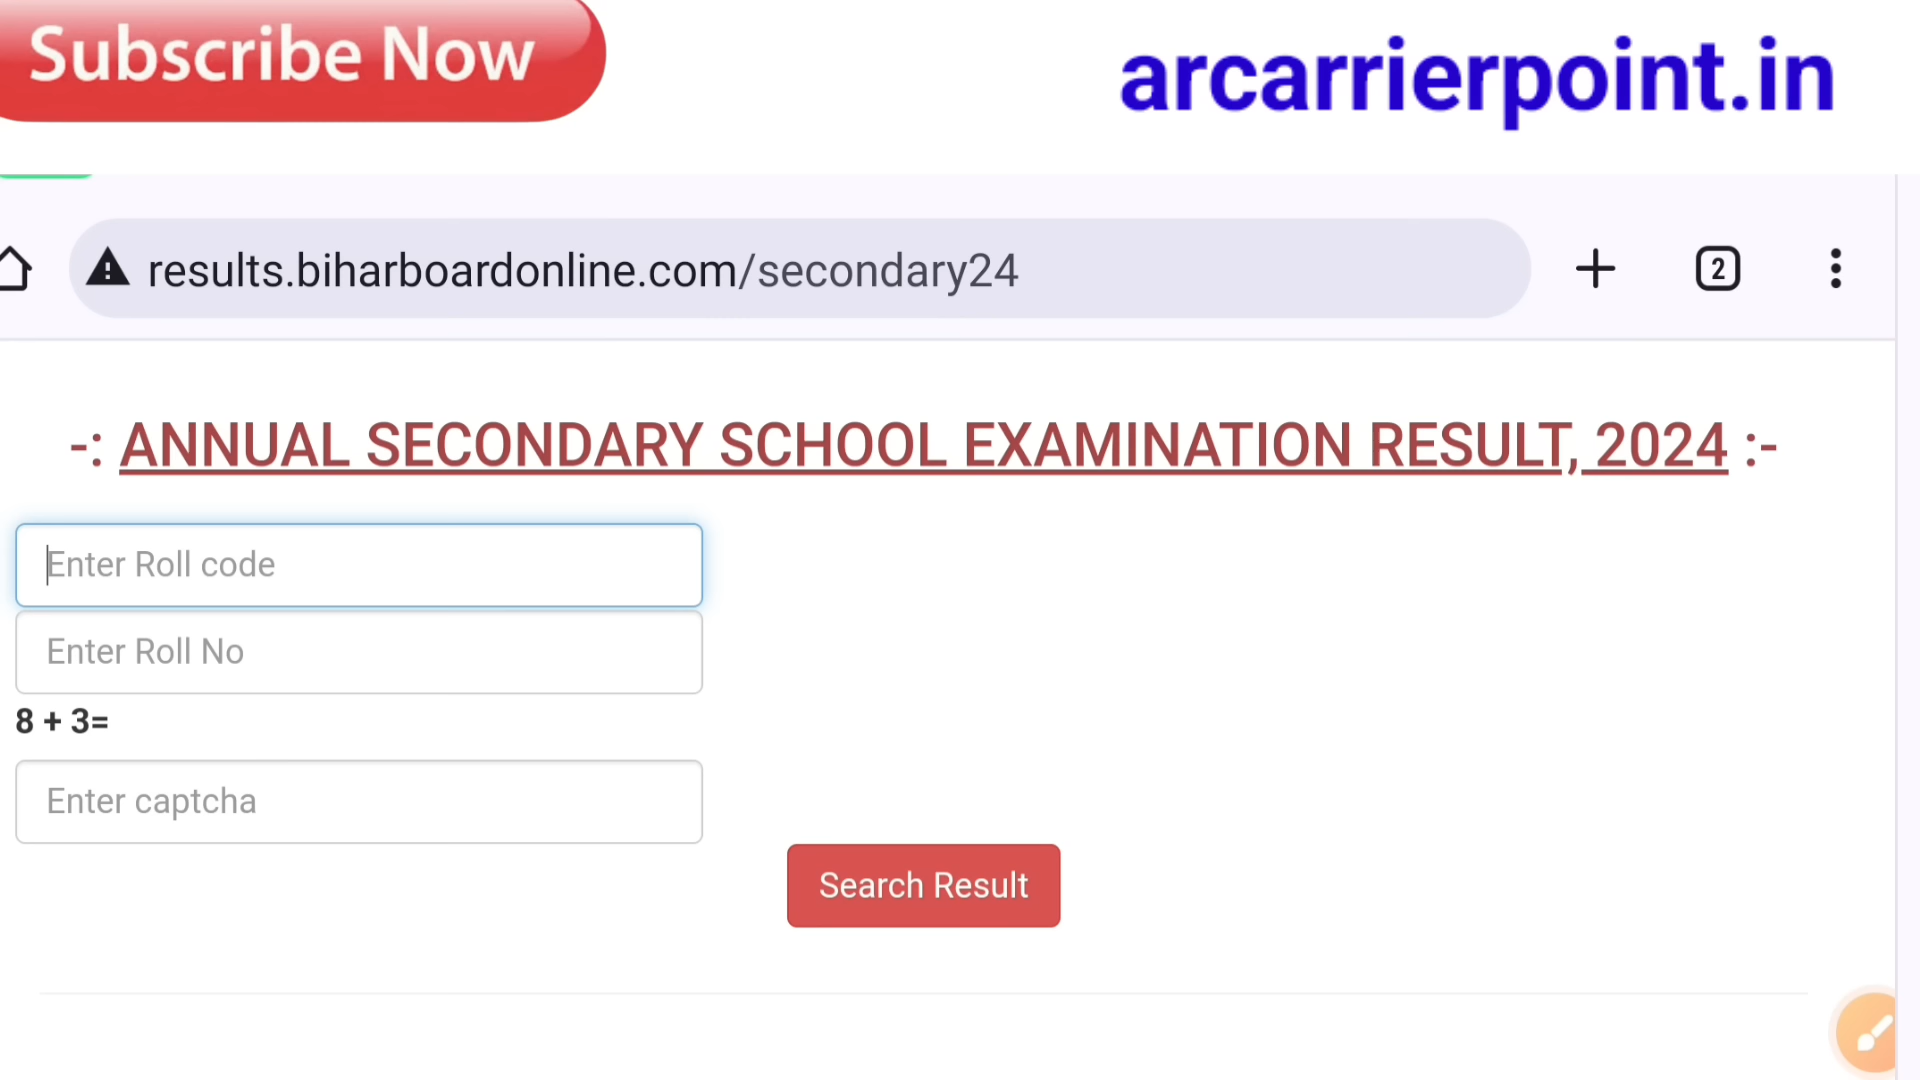 Subscribe Now
arcarrierpoint.in
results.biharboardonline.com/secondary24
2
-: ANNUAL SECONDARY SCHOOL EXAMINATION RESULT, 2024 :-
Enter Roll code
Enter Roll No
8 + 3=
Enter captcha
Search Result